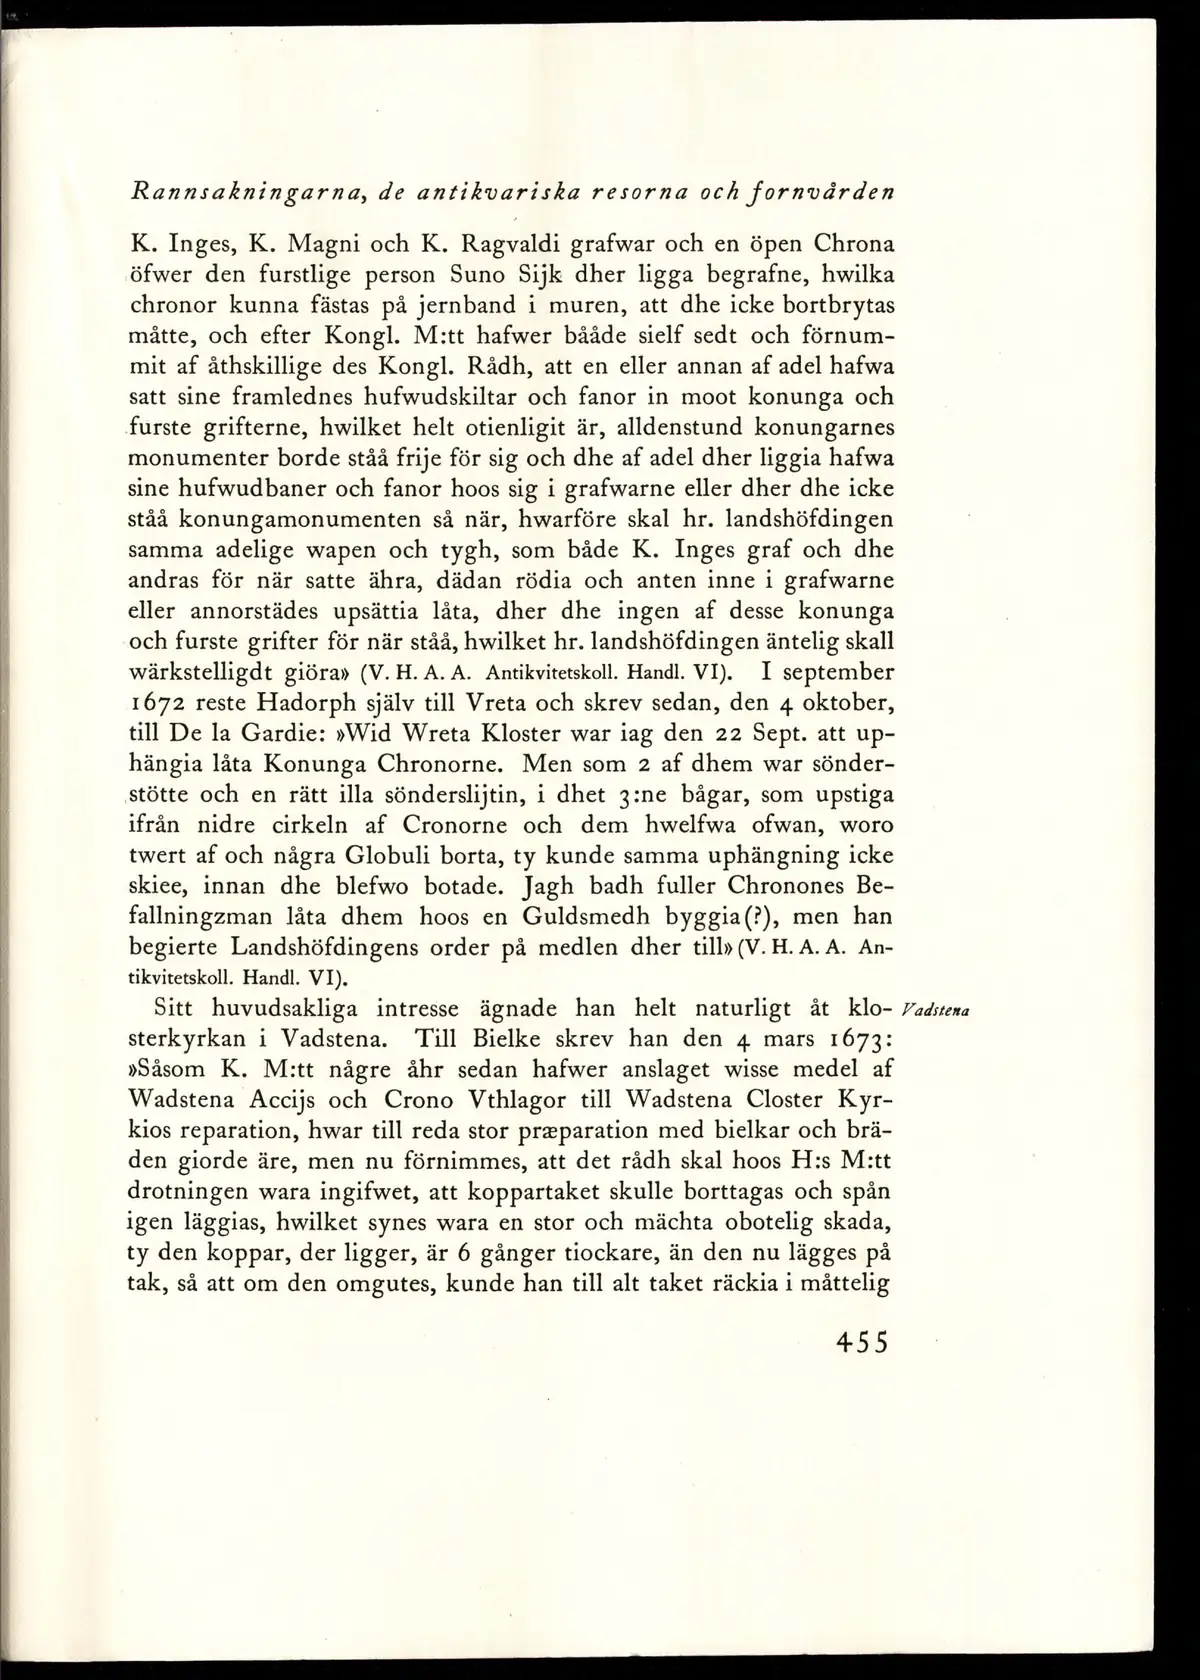 Rannsakningarna, de antikvariska resorna och fornvården
K. Inges, K. Magni och K. Ragvaldi grafwar och en öpen Chrona
öfwer den furstlige person Suno Sijk dher ligga begrafne, hwilka
chronor kunna fästas på jernband i muren, att dhe icke bortbrytas
måtte, och efter Kongl. M:tt hafwer bååde sielf sedt och förnum-
mit af åthskillige des Kongl. Rådh, att en eller annan af adel hafwa
satt sine framlednes hufwudskiltar och fanor in moot konunga och
furste grifterne, hwilket helt otienligit är, alldenstund konungarnes
monumenter borde ståå frije för sig och dhe af adel dher liggia hafwa
sine hufwudbaner och fanor hoos sig i grafwarne eller dher dhe icke
ståå konungamonumenten så när, hwarföre skal hr. landshöfdingen
samma adelige wapen och tygh, som både K. Inges graf och dhe
andras för när satte ähra, dädan rödia och anten inne i grafwarne
eller annorstädes upsättia låta, dher dhe ingen af desse konunga
och furste grifter för när ståå, hwilket hr. landshöfdingen äntelig skall
wärkstelligdt giöra» (V. H. A. A. Antikvitetskoll. Handl. VI). I september
1672 reste Hadorph själv till Vreta och skrev sedan, den 4 oktober,
till De la Gardie: »Wid Wreta Kloster war iag den 22 Sept. att up-
hängia låta Konunga Chronorne. Men som 2 af dhem war sönder-
stötte och en rätt illa sönderslijtin, i dhet 3:ne bågar, som upstiga
ifrån nidre cirkeln af Cronorne och dem hwelfwa ofwan, woro
twert af och några Globuli borta, ty kunde samma uphängning icke
skiee, innan dhe blefwo botade. Jagh badh fuller Chronones Be-
fallningzman låta dhem hoos en Guldsmedh byggia(?), men han
begierte Landshöfdingens order på medlen dher till» (V. H. A. A. An-
tikvitetskoll. Handl. VI).
Sitt huvudsakliga intresse ägnade han helt naturligt åt klo- Vadstena
sterkyrkan i Vadstena. Till Bielke skrev han den 4 mars 1673:
»Såsom K. M:tt någre åhr sedan hafwer anslaget wisse medel af
Wadstena Accijs och Crono Vthlagor till Wadstena Closter Kyr-
kios reparation, hwar till reda stor præparation med bielkar och brä-
den giorde äre, men nu förnimmes, att det rådh skal hoos H:s M:tt
drotningen wara ingifwet, att koppartaket skulle borttagas och spån
igen läggias, hwilket synes wara en stor och mächta obotelig skada,
ty den koppar, der ligger, är 6 gånger tiockare, än den nu lägges på
tak, så att om den omgutes, kunde han till alt taket räckia i måttelig
455